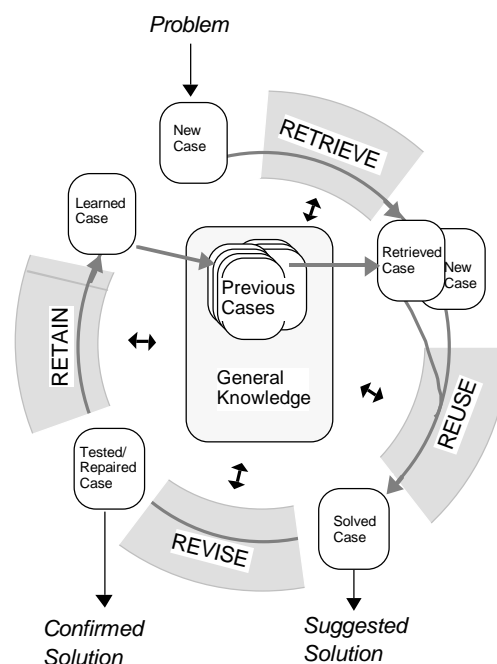 Problem
New
Case
RETRIEVE
Learned
Case
Retrieved
Case
New
Case
Previous
Cases
RETAIN
General
Knowledge
REUSE
Tested/
Repaired
Case
REVISE
Solved
Case
Confirmed
Solution
Suggested
Solution